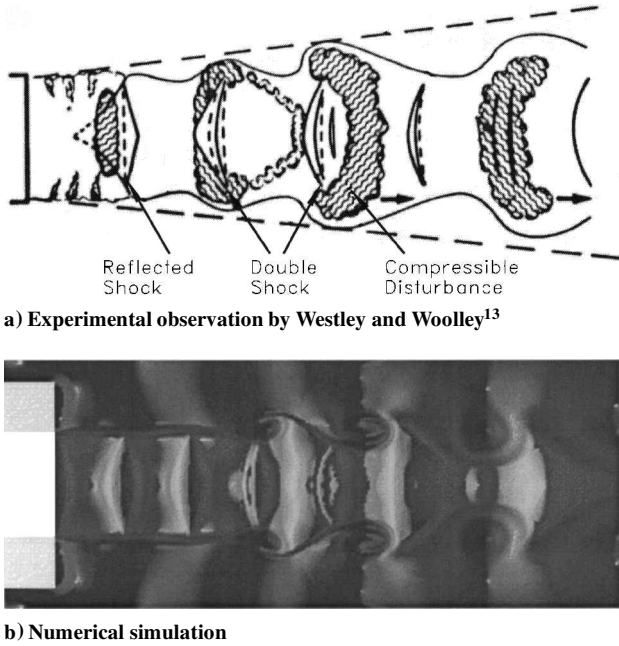 Reflected Shock
Double Shock
Compressible Disturbance
a) Experimental observation by Westley and Woolley13
b) Numerical simulation